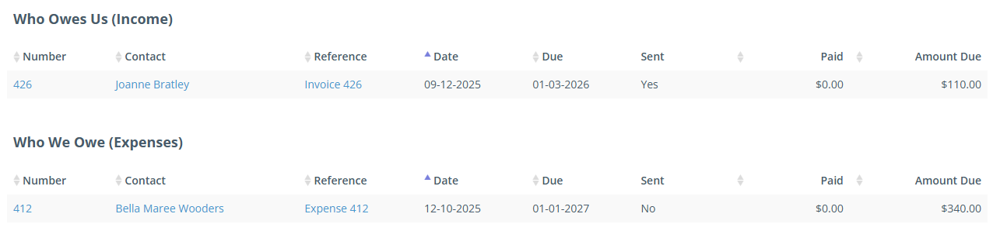 Who Owes Us (Income)
Number Contact Reference Date Due Sent Paid Amount Due
426 Joanne Bratley Invoice 426 09-12-2025 01-03-2026 Yes $0.00 $110.00
Who We Owe (Expenses)
Number Contact Reference Date Due Sent Paid Amount Due
412 Bella Maree Wooders Expense 412 12-10-2025 01-01-2027 No $0.00 $340.00